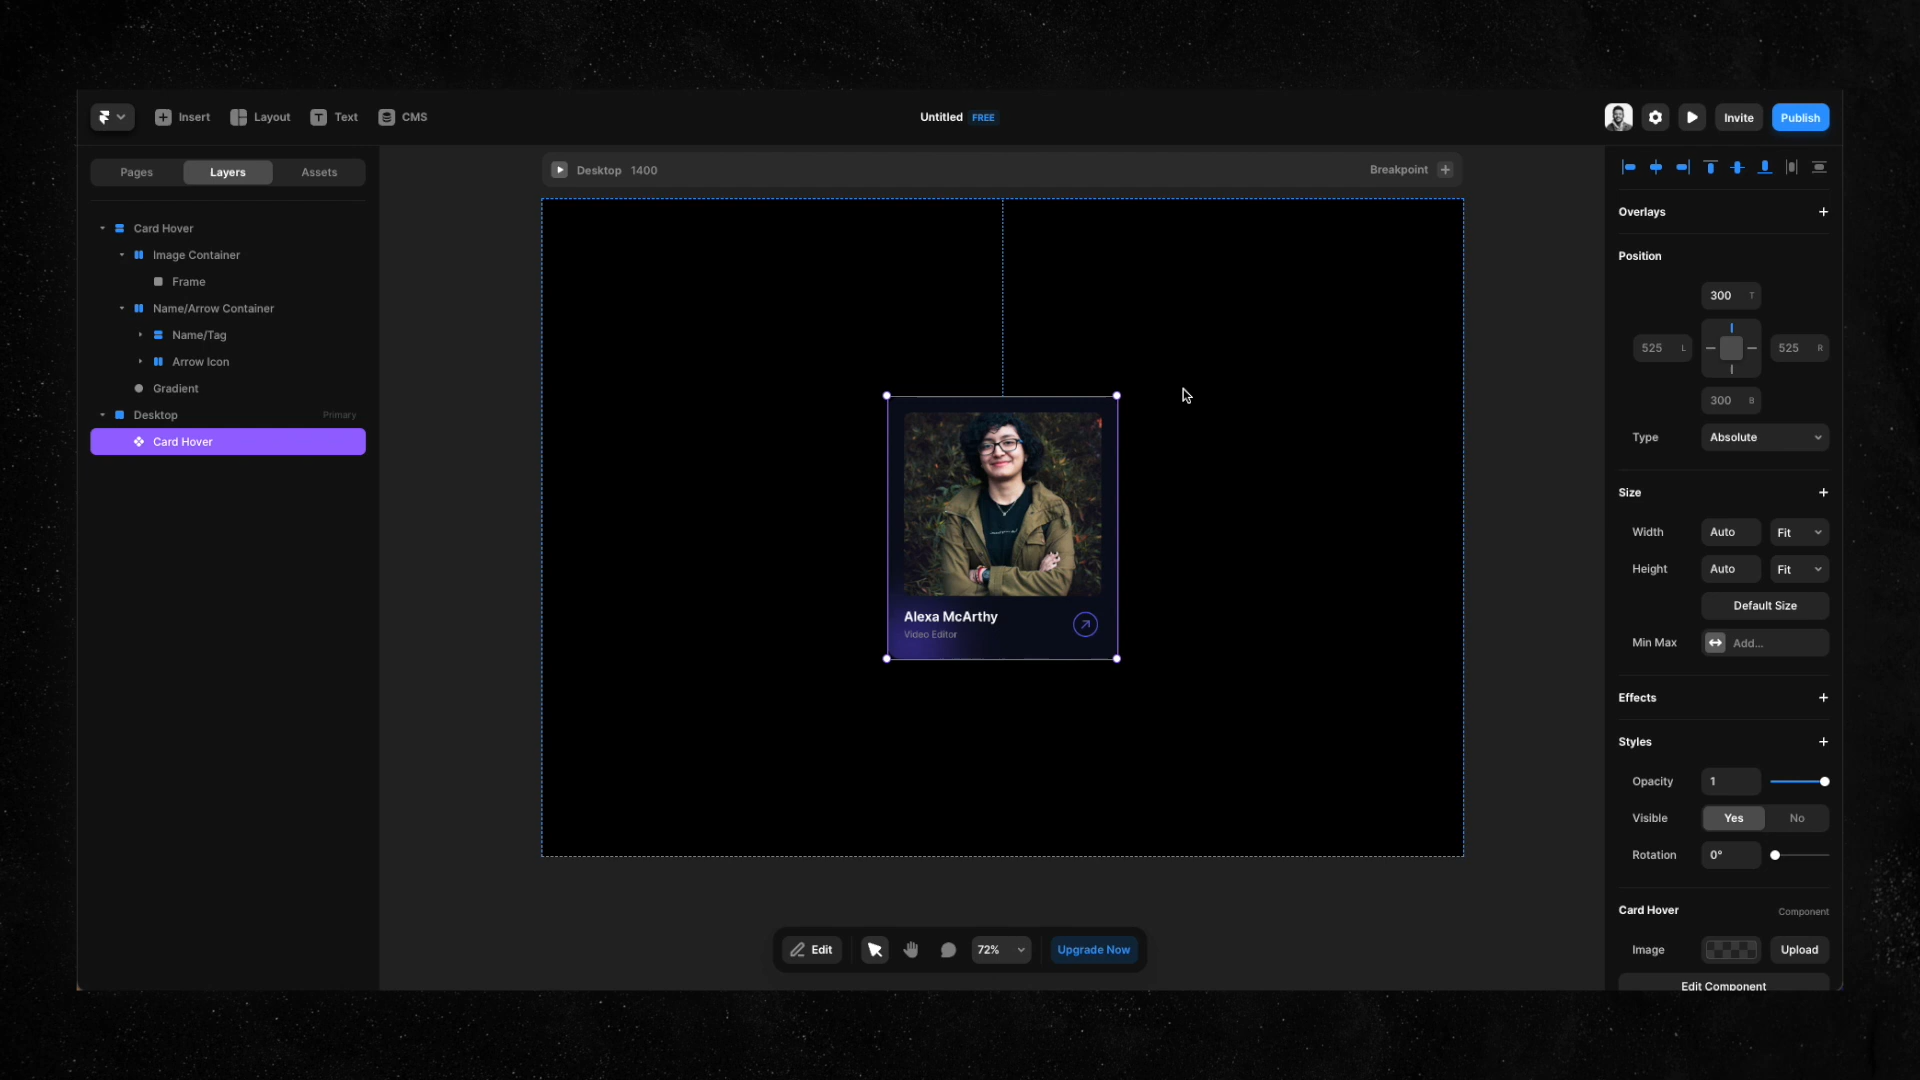 Insert
Layout
Text
CMS
Untitled FREE
Invite
Publish
Pages
Layers
Assets
Card Hover
Image Container
Frame
Name/Arrow Container
Name/Tag
Arrow Icon
Gradient
Desktop Primary
Card Hover
Desktop 1400
Breakpoint
Alexa McArthy
Video Editor
Edit
72%
Upgrade Now
Overlays
Position
300 T
525 L
525 R
300 B
Type Absolute
Size
Width Auto Fit
Height Auto Fit
Default Size
Min Max Add...
Effects
Styles
Opacity 1
Visible Yes No
Rotation 0°
Card Hover Component
Image Upload
Edit Component